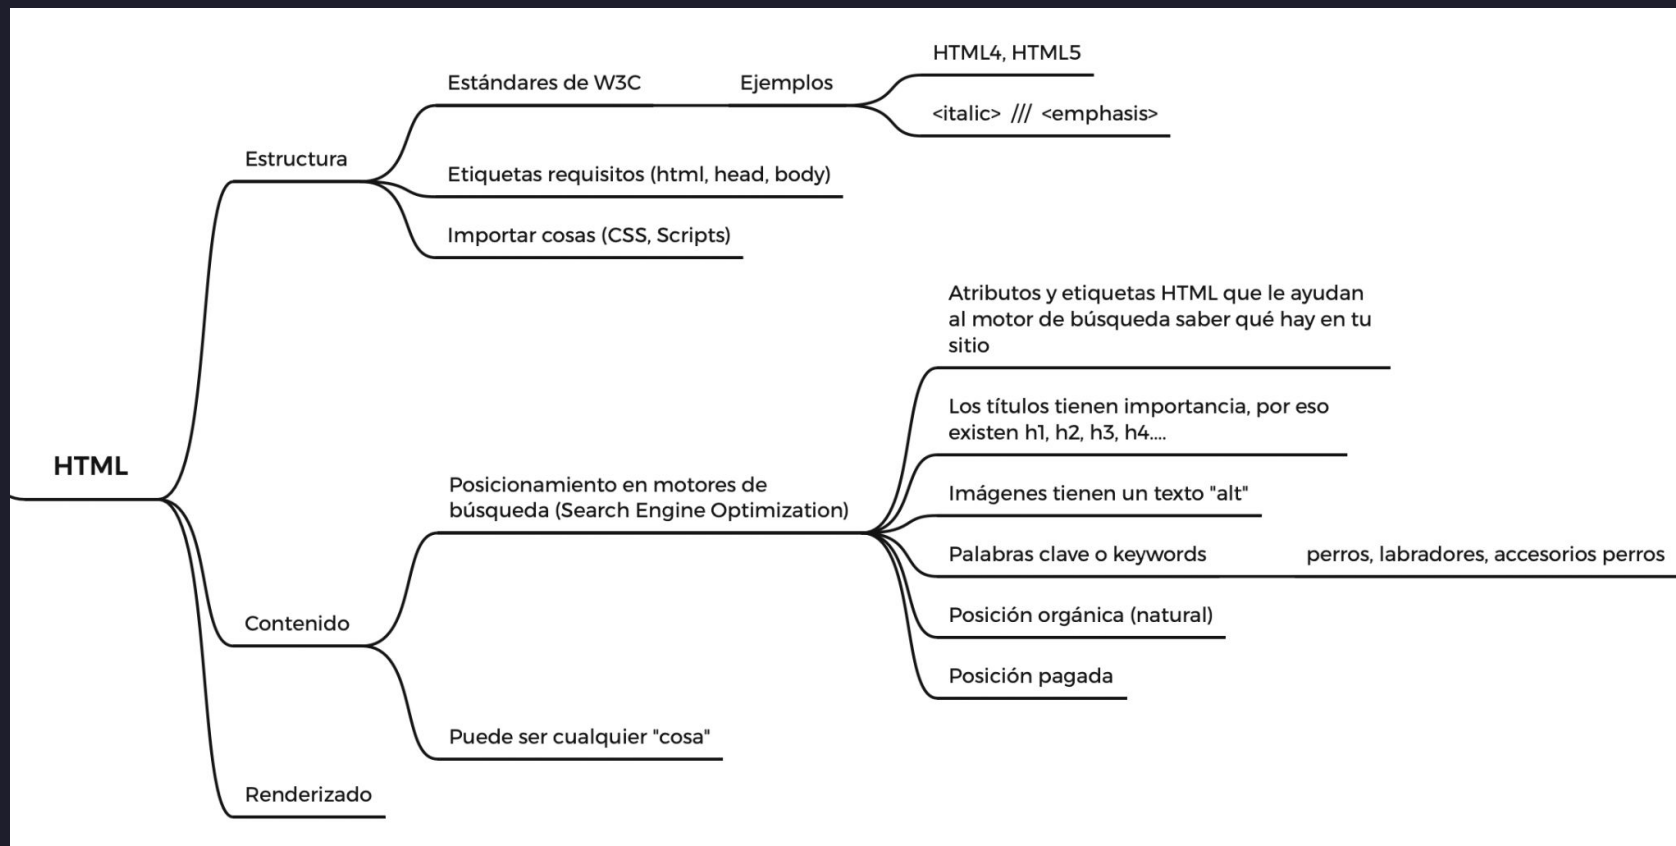 HTML
Estructura
Estándares de W3C
Ejemplos
HTML4, HTML5
<italic> /// <emphasis>
Etiquetas requisitos (html, head, body)
Importar cosas (CSS, Scripts)
Contenido
Posicionamiento en motores de
búsqueda (Search Engine Optimization)
Atributos y etiquetas HTML que le ayudan
al motor de búsqueda saber qué hay en tu
sitio
Los títulos tienen importancia, por eso
existen h1, h2, h3, h4....
Imágenes tienen un texto "alt"
Palabras clave o keywords
perros, labradores, accesorios perros
Posición orgánica (natural)
Posición pagada
Puede ser cualquier "cosa"
Renderizado